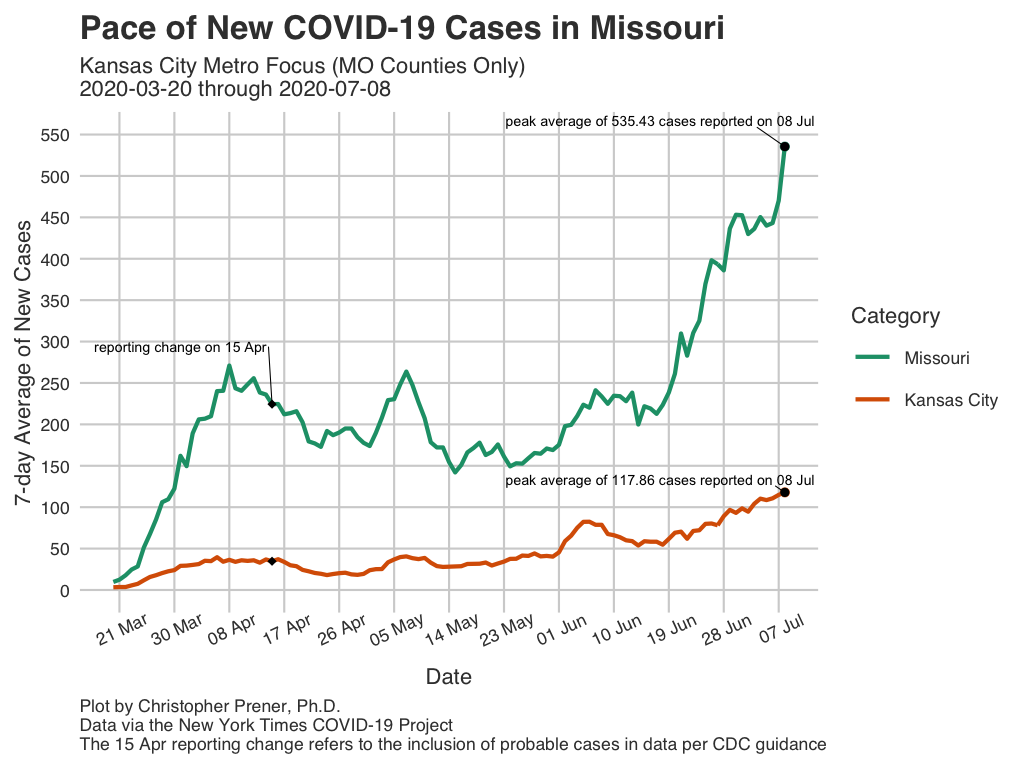 Pace of New COVID-19 Cases in Missouri
Kansas City Metro Focus (MO Counties Only)
2020-03-20 through 2020-07-08
peak average of 535.43 cases reported on 08 Jul
550
500
450
400
350
300
250
200
150
100
50
0
7-day Average of New Cases
reporting change on 15 Apr
peak average of 117.86 cases reported on 08 Jul
21 Mar
30 Mar
08 Apr
17 Apr
26 Apr
05 May
14 May
23 May
01 Jun
10 Jun
19 Jun
28 Jun
07 Jul
Date
Category
Missouri
Kansas City
Plot by Christopher Prener, Ph.D.
Data via the New York Times COVID-19 Project
The 15 Apr reporting change refers to the inclusion of probable cases in data per CDC guidance